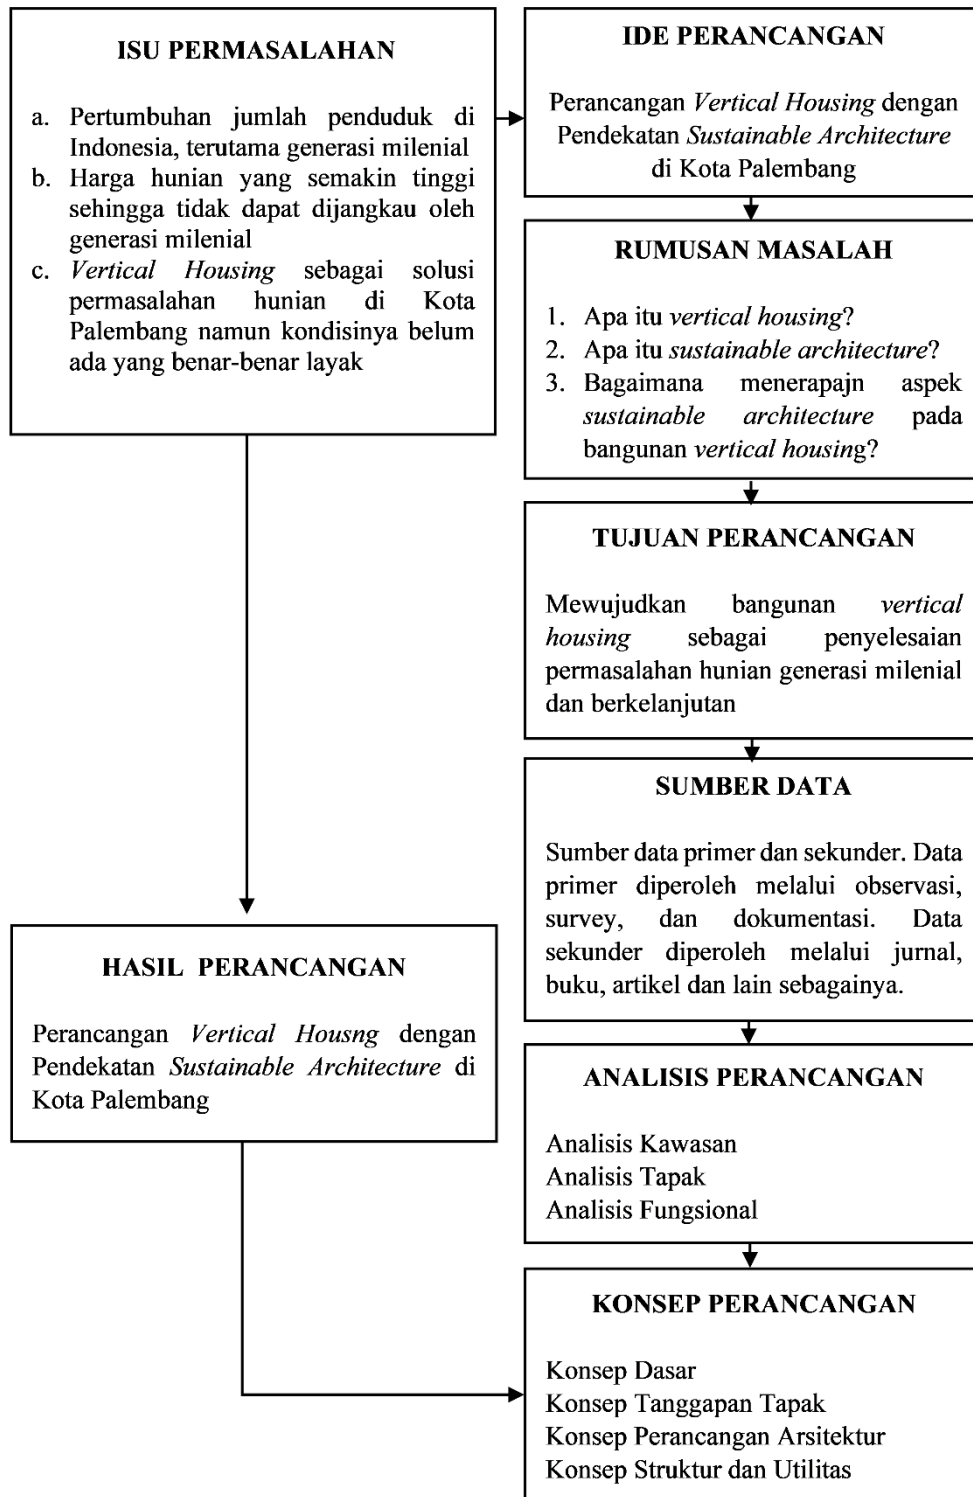 ISU PERMASALAHAN
a. Pertumbuhan jumlah penduduk di
Indonesia, terutama generasi milenial
b. Harga hunian yang semakin tinggi
sehingga tidak dapat dijangkau oleh
generasi milenial
c. Vertical Housing sebagai solusi
permasalahan hunian di Kota
Palembang namun kondisinya belum
ada yang benar-benar layak
IDE PERANCANGAN
Perancangan Vertical Housing dengan
Pendekatan Sustainable Architecture
di Kota Palembang
RUMUSAN MASALAH
1. Apa itu vertical housing?
2. Apa itu sustainable architecture?
3. Bagaimana menerapajn aspek
sustainable architecture pada
bangunan vertical housing?
TUJUAN PERANCANGAN
Mewujudkan bangunan vertical
housing sebagai penyelesaian
permasalahan hunian generasi milenial
dan berkelanjutan
SUMBER DATA
Sumber data primer dan sekunder. Data
primer diperoleh melalui observasi,
survey, dan dokumentasi. Data
sekunder diperoleh melalui jurnal,
buku, artikel dan lain sebagainya.
HASIL PERANCANGAN
Perancangan Vertical Housng dengan
Pendekatan Sustainable Architecture di
Kota Palembang
ANALISIS PERANCANGAN
Analisis Kawasan
Analisis Tapak
Analisis Fungsional
KONSEP PERANCANGAN
Konsep Dasar
Konsep Tanggapan Tapak
Konsep Perancangan Arsitektur
Konsep Struktur dan Utilitas